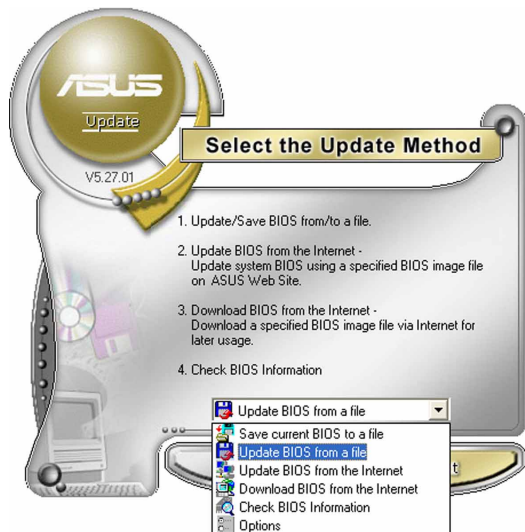 ASUS
Update
V5.27.01
Select the Update Method
1. Update/Save BIOS from/to a file.
2. Update BIOS from the Internet -
Update system BIOS using a specified BIOS image file
on ASUS Web Site.
3. Download BIOS from the Internet -
Download a specified BIOS image file via Internet for
later usage.
4. Check BIOS Information
Update BIOS from a file
Save current BIOS to a file
Update BIOS from a file
Update BIOS from the Internet
Download BIOS from the Internet
Check BIOS Information
Options